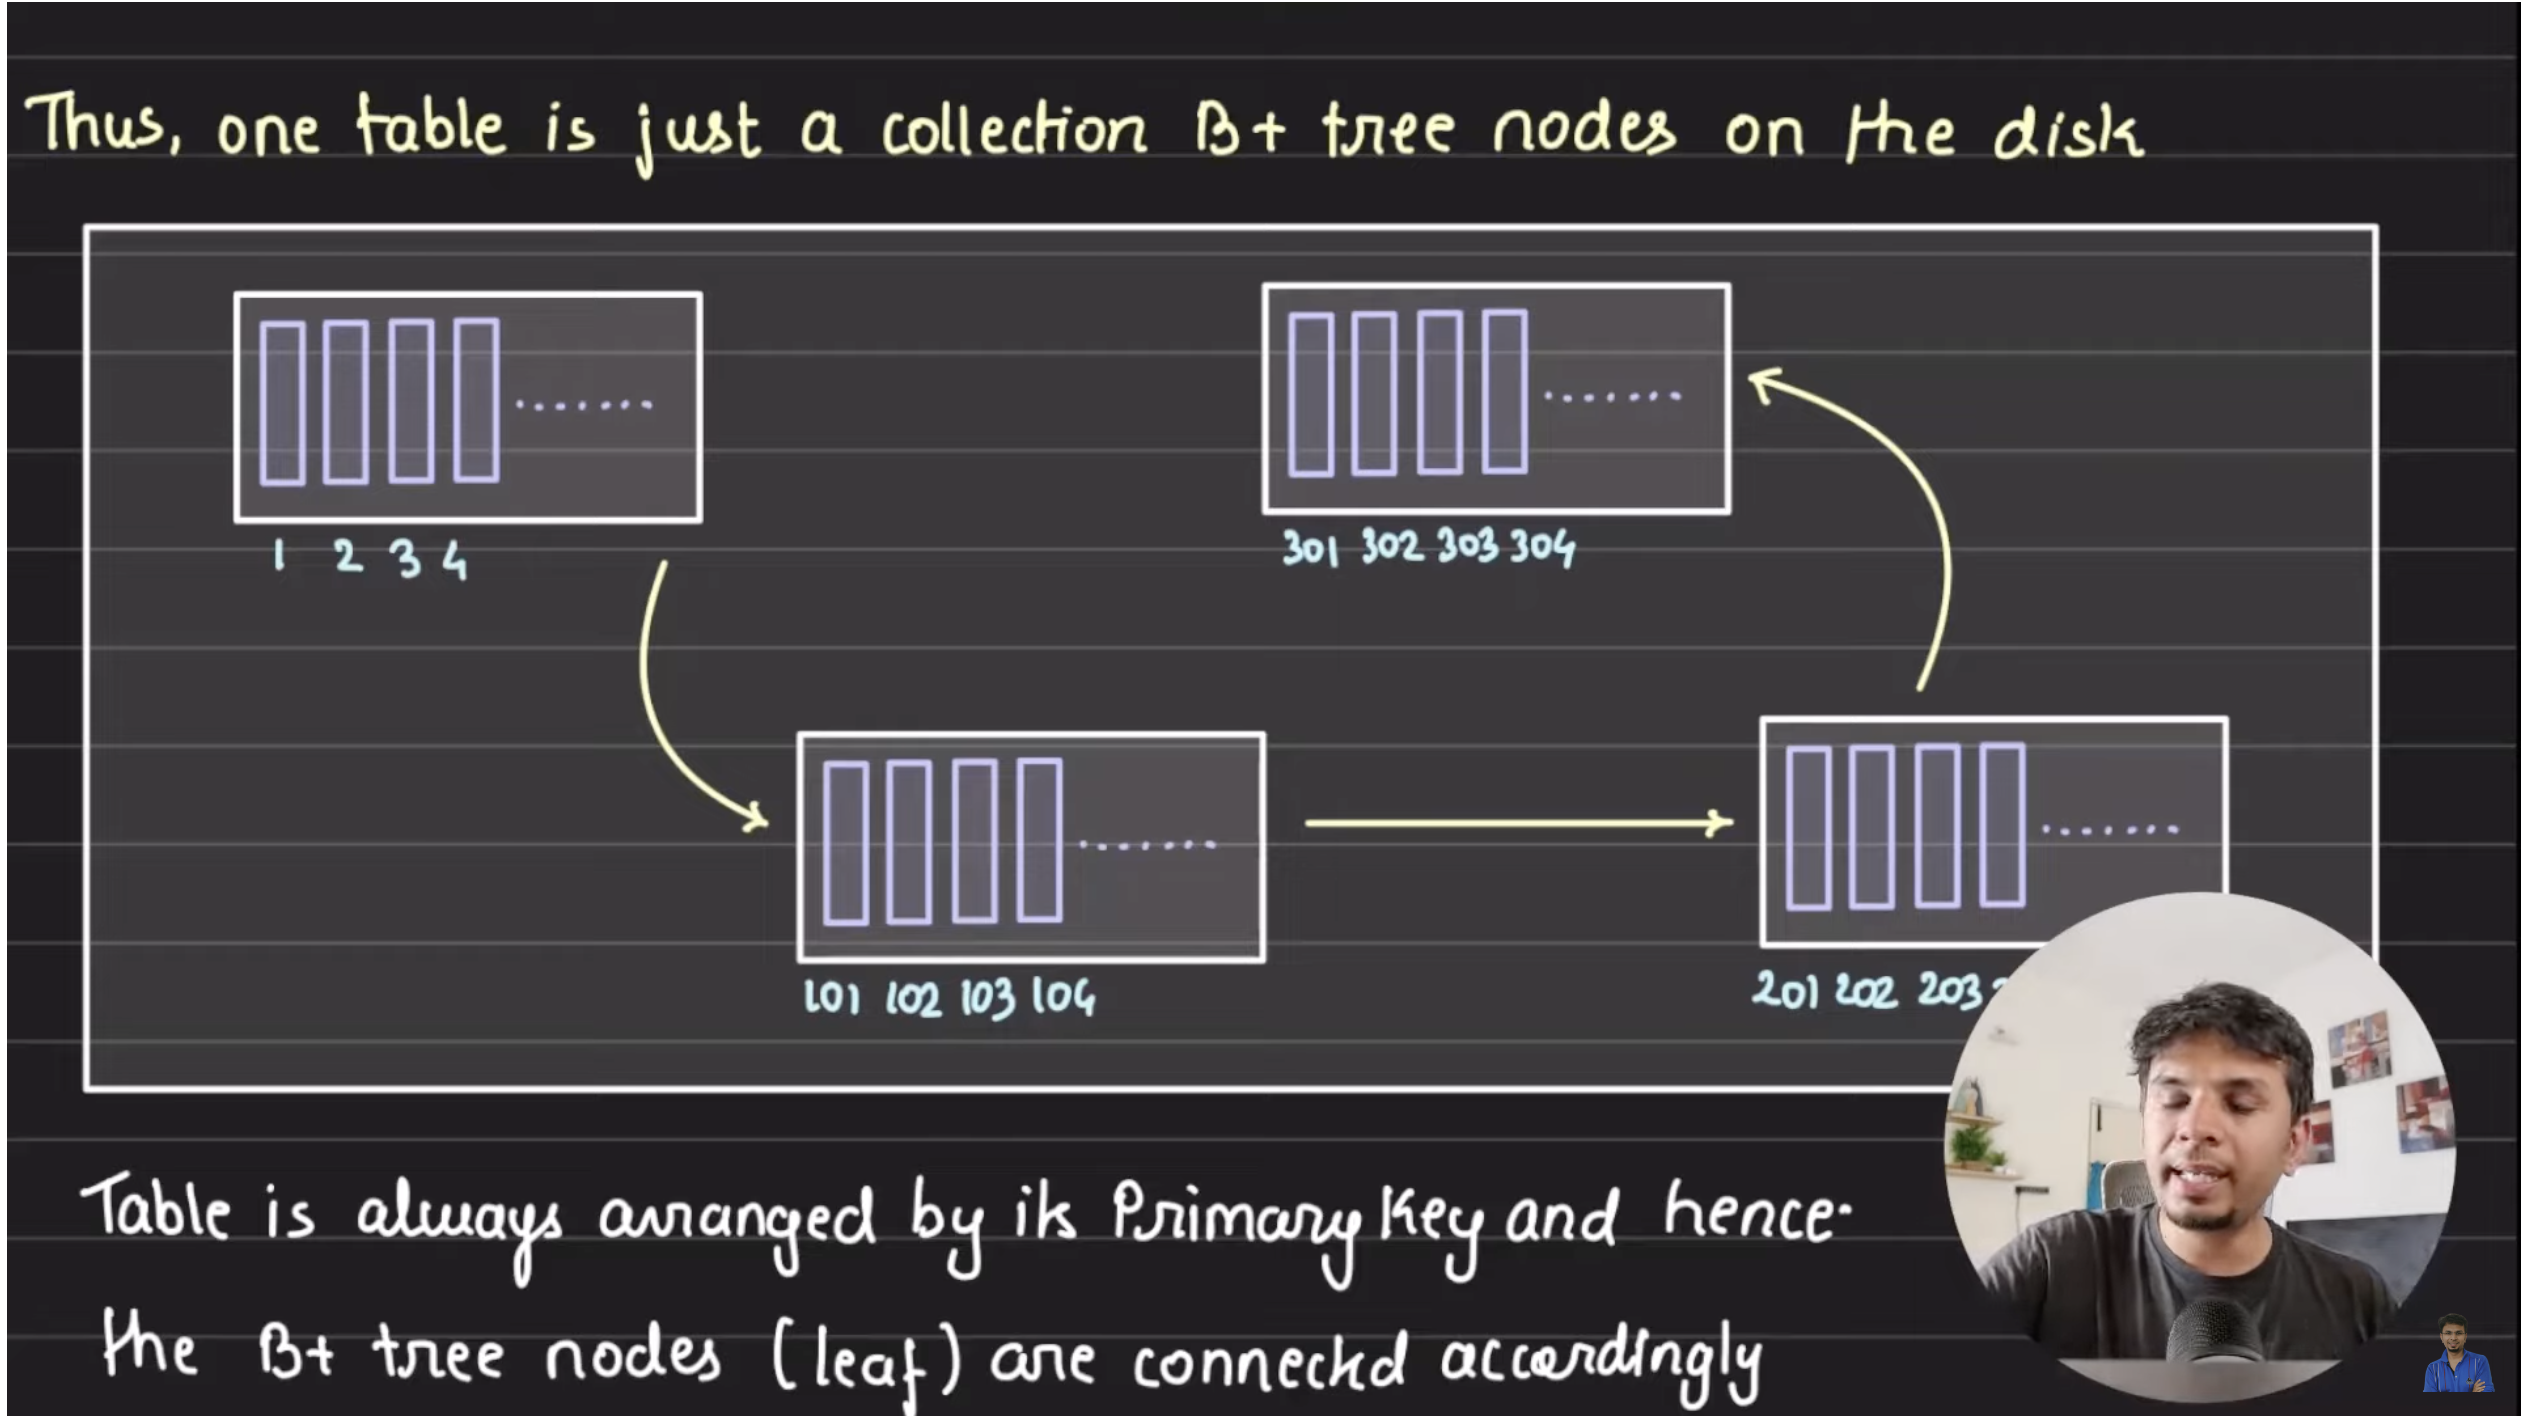 Thus, one table is just a collection B+ tree nodes on the disk
1 2 3 4
301 302 303 304
101 102 103 104
201 202 203
Table is always arranged by its Primary Key and hence
the B+ tree nodes (leaf) are connected accordingly